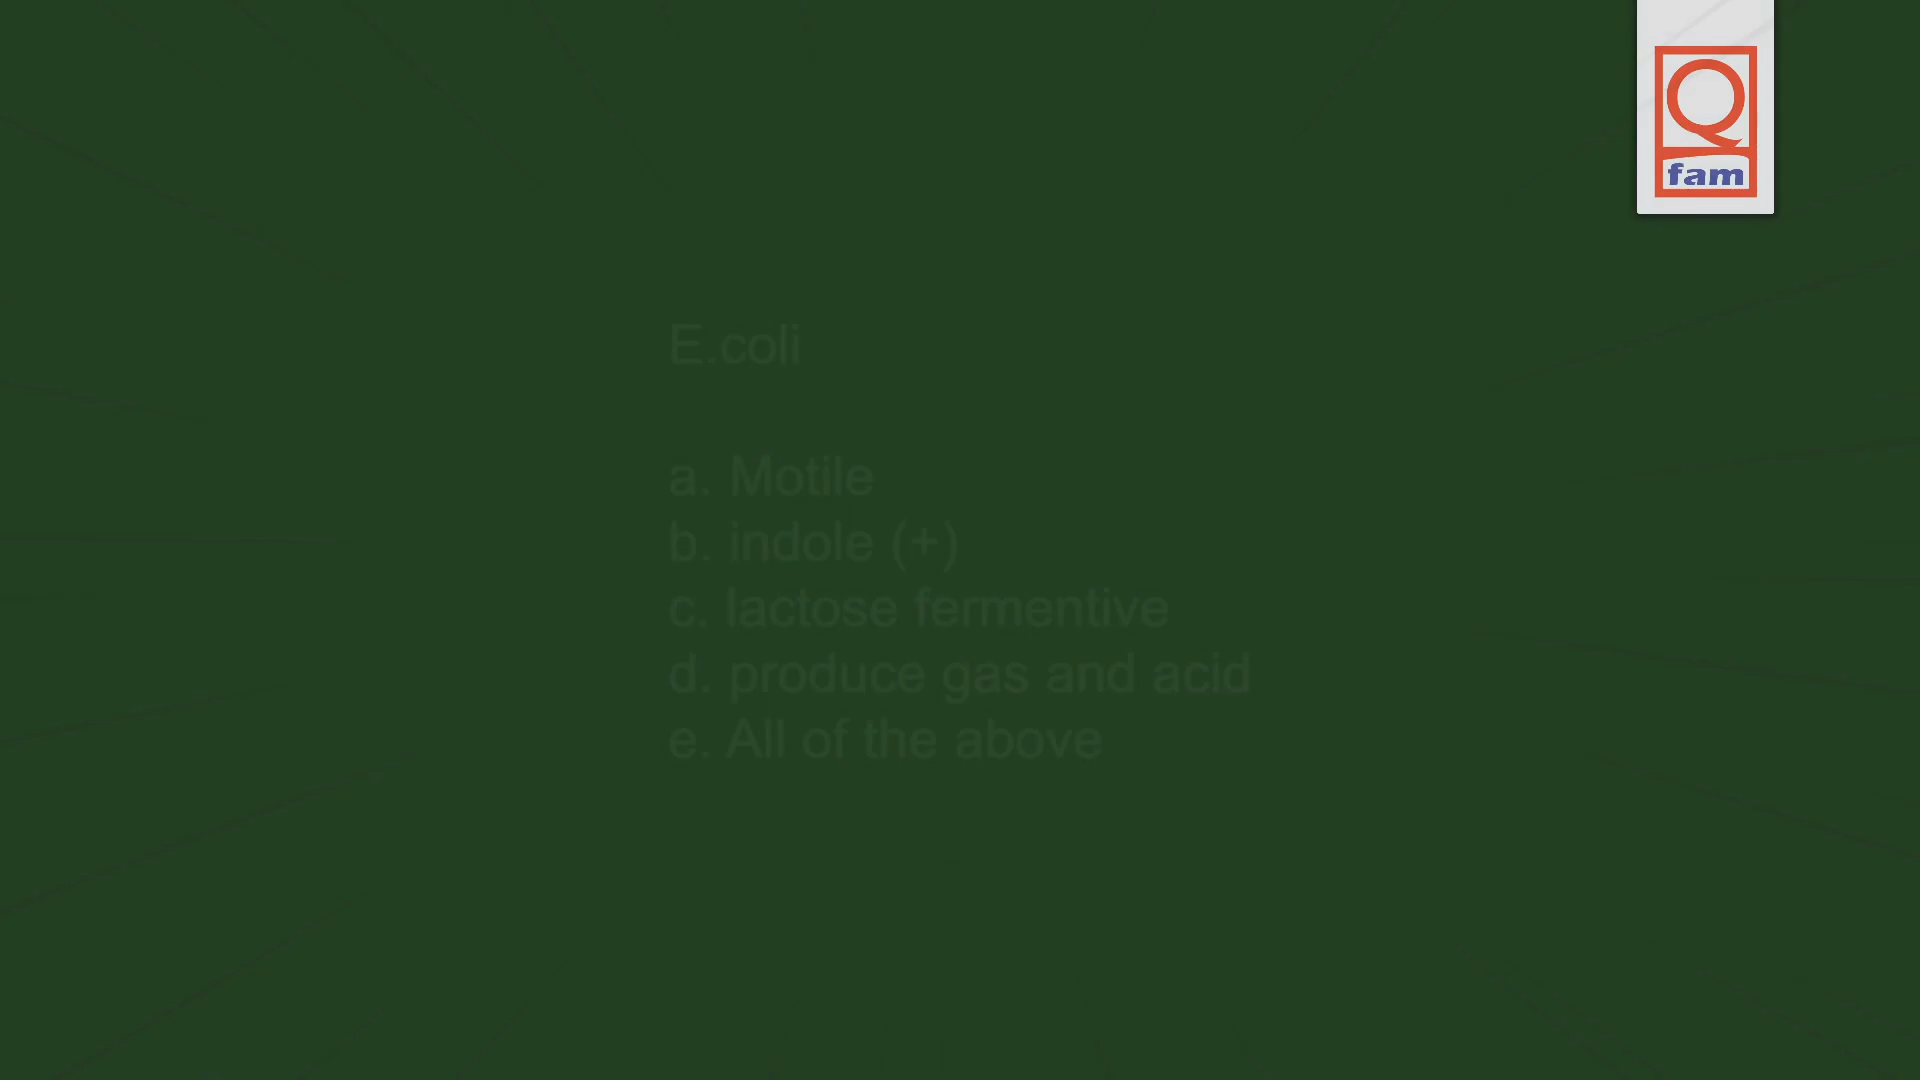 Q
fam
E.coli
a. Motile
b. indole (+)
c. lactose fermentive
d. produce gas and acid
e. All of the above